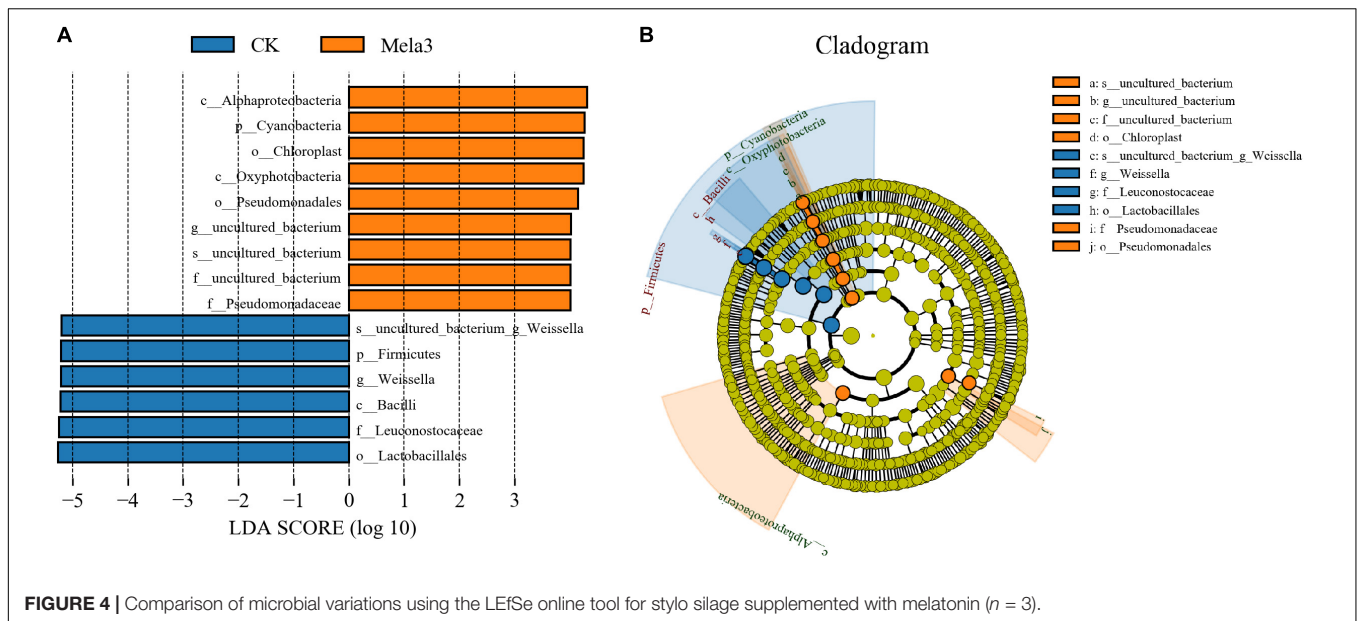 A
CK
Mela3
c__Alphaproteobacteria
p__Cyanobacteria
o__Chloroplast
c__Oxyphotobacteria
o__Pseudomonadales
g__uncultured_bacterium
s__uncultured_bacterium
f__uncultured_bacterium
f__Pseudomonadaceae
s__uncultured_bacterium_g_Weissella
p__Firmicutes
g__Weissella
c__Bacilli
f__Leuconostocaceae
o__Lactobacillales
−5 −4 −3 −2 −1 0 1 2 3
LDA SCORE (log 10)
B
Cladogram
p__Cyanobacteria
c__Oxyphotobacteria
d
c
b
c__Bacilli
h
p__Firmicutes
c__Alphaproteobacteria
a: s__uncultured_bacterium
b: g__uncultured_bacterium
c: f__uncultured_bacterium
d: o__Chloroplast
e: s__uncultured_bacterium_g_Weissella
f: g__Weissella
g: f__Leuconostocaceae
h: o__Lactobacillales
i: f__Pseudomonadaceae
j: o__Pseudomonadales
FIGURE 4 | Comparison of microbial variations using the LEfSe online tool for stylo silage supplemented with melatonin (n = 3).